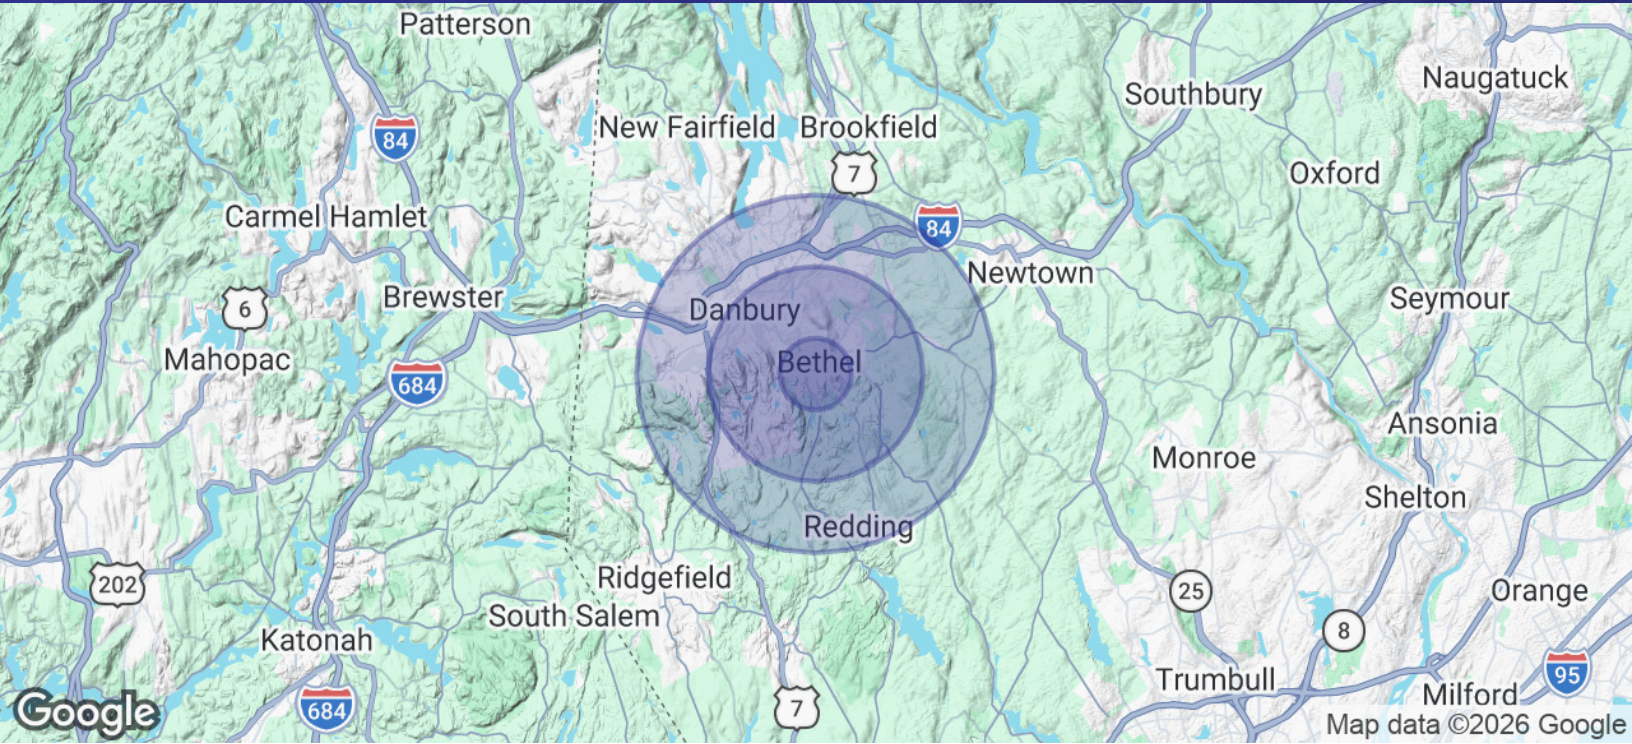 Patterson
Naugatuck
Southbury
New Fairfield
Brookfield
84
7
Oxford
Carmel Hamlet
84
Newtown
Brewster
Seymour
6
Danbury
Mahopac
Bethel
684
Ansonia
Monroe
Shelton
Redding
202
Ridgefield
25
Orange
South Salem
8
Katonah
95
Trumbull
Milford
684
7
Google
Map data ©2026 Google